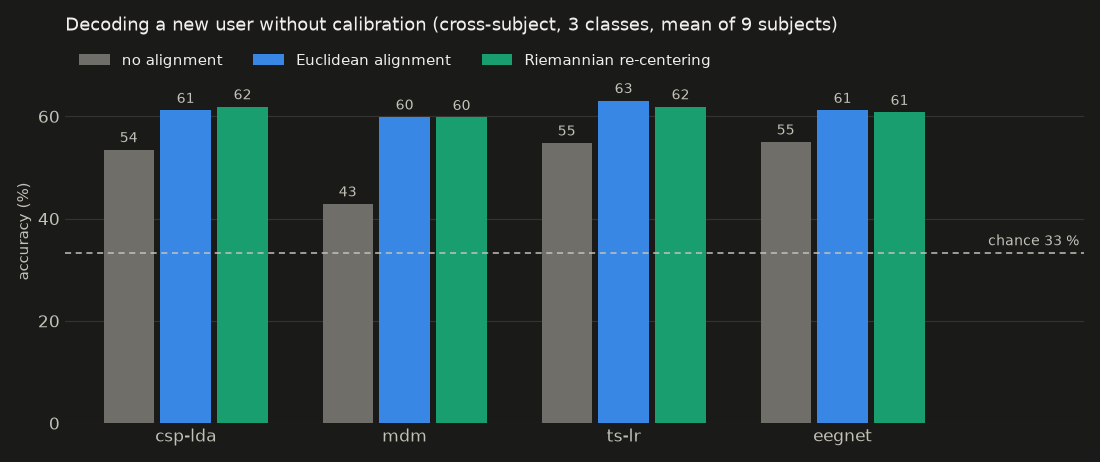 Decoding a new user without calibration (cross-subject, 3 classes, mean of 9 subjects)
no alignment
Euclidean alignment
Riemannian re-centering
accuracy (%)
60
40
20
0
54
61
62
43
60
60
55
63
62
55
61
61
chance 33 %
csp-lda
mdm
ts-lr
eegnet